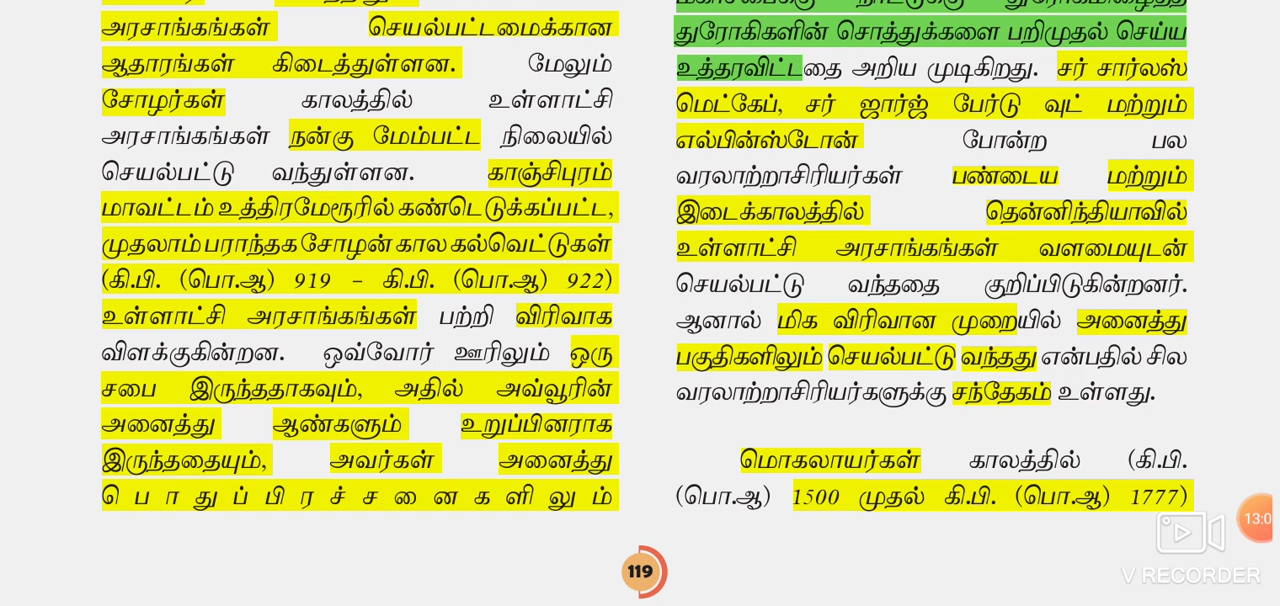 அரசாங்கங்கள் செயல்பட்டமைக்கான
ஆதாரங்கள் கிடைத்துள்ளன. மேலும்
சோழர்கள் காலத்தில் உள்ளாட்சி
அரசாங்கங்கள் நன்கு மேம்பட்ட நிலையில்
செயல்பட்டு வந்துள்ளன. காஞ்சிபுரம்
மாவட்டம் உத்திரமேரூரில் கண்டெடுக்கப்பட்ட,
முதலாம் பராந்தக சோழன் கால கல்வெட்டுகள்
(கி.பி. (பொ.ஆ) 919 – கி.பி. (பொ.ஆ) 922)
உள்ளாட்சி அரசாங்கங்கள் பற்றி விரிவாக
விளக்குகின்றன. ஒவ்வோர் ஊரிலும் ஒரு
சபை இருந்ததாகவும், அதில் அவ்வூரின்
அனைத்து ஆண்களும் உறுப்பினராக
இருந்ததையும், அவர்கள் அனைத்து
பொதுப்பிரச்சனைகளிலும்
துரோகிகளின் சொத்துக்களை பறிமுதல் செய்ய
உத்தரவிட்டதை அறிய முடிகிறது. சர் சார்லஸ்
மெட்கேப், சர் ஜார்ஜ் பேர்டு வுட் மற்றும்
எல்பின்ஸ்டோன் போன்ற பல
வரலாற்றாசிரியர்கள் பண்டைய மற்றும்
இடைக்காலத்தில் தென்னிந்தியாவில்
உள்ளாட்சி அரசாங்கங்கள் வளமையுடன்
செயல்பட்டு வந்ததை குறிப்பிடுகின்றனர்.
ஆனால் மிக விரிவான முறையில் அனைத்து
பகுதிகளிலும் செயல்பட்டு வந்தது என்பதில் சில
வரலாற்றாசிரியர்களுக்கு சந்தேகம் உள்ளது.
மொகலாயர்கள் காலத்தில் (கி.பி.
(பொ.ஆ) 1500 முதல் கி.பி. (பொ.ஆ) 1777)
119
13:0
V RECORDER